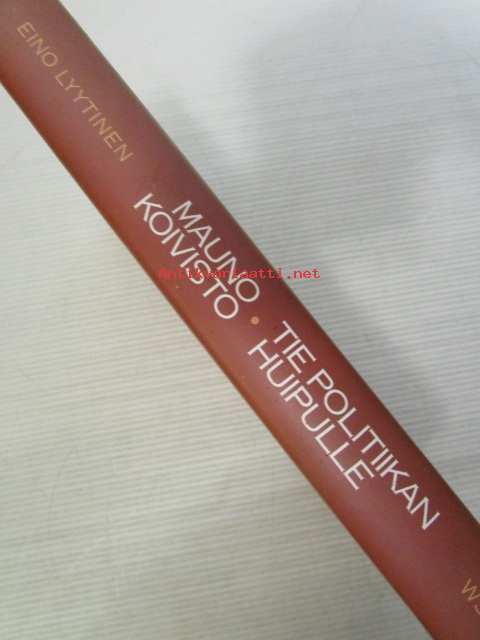 EINO LYYTINEN
MAUNO
KOIVISTO
•
TIE POLITIIKAN
HUIPULLE
Antikvariaatti.net